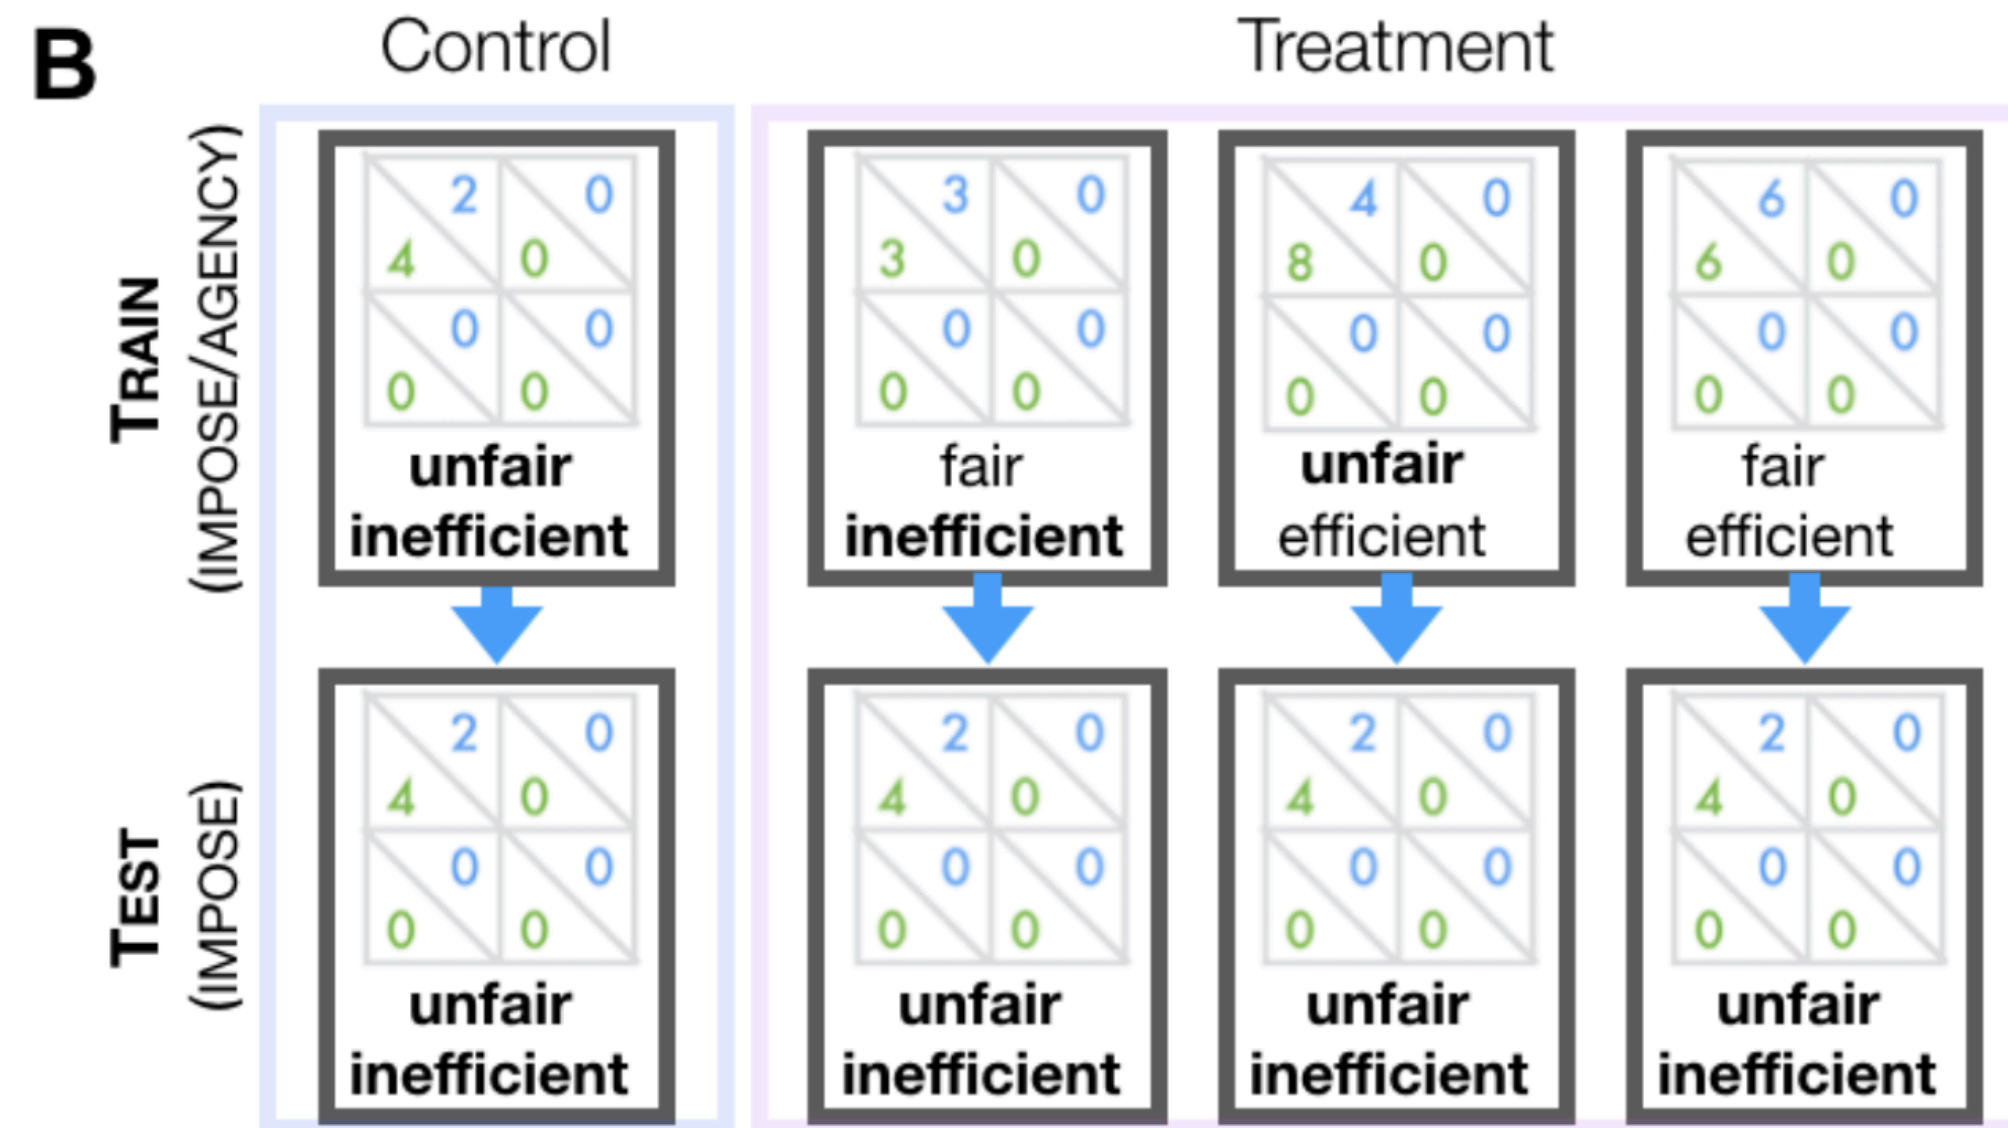 B
Control
Treatment
TRAIN
(IMPOSE/AGENCY)
2 0
4 0
0 0
0 0
unfair
inefficient
3 0
3 0
0 0
0 0
fair
inefficient
4 0
8 0
0 0
0 0
unfair
efficient
6 0
6 0
0 0
0 0
fair
efficient
TEST
(IMPOSE)
2 0
4 0
0 0
0 0
unfair
inefficient
2 0
4 0
0 0
0 0
unfair
inefficient
2 0
4 0
0 0
0 0
unfair
inefficient
2 0
4 0
0 0
0 0
unfair
inefficient